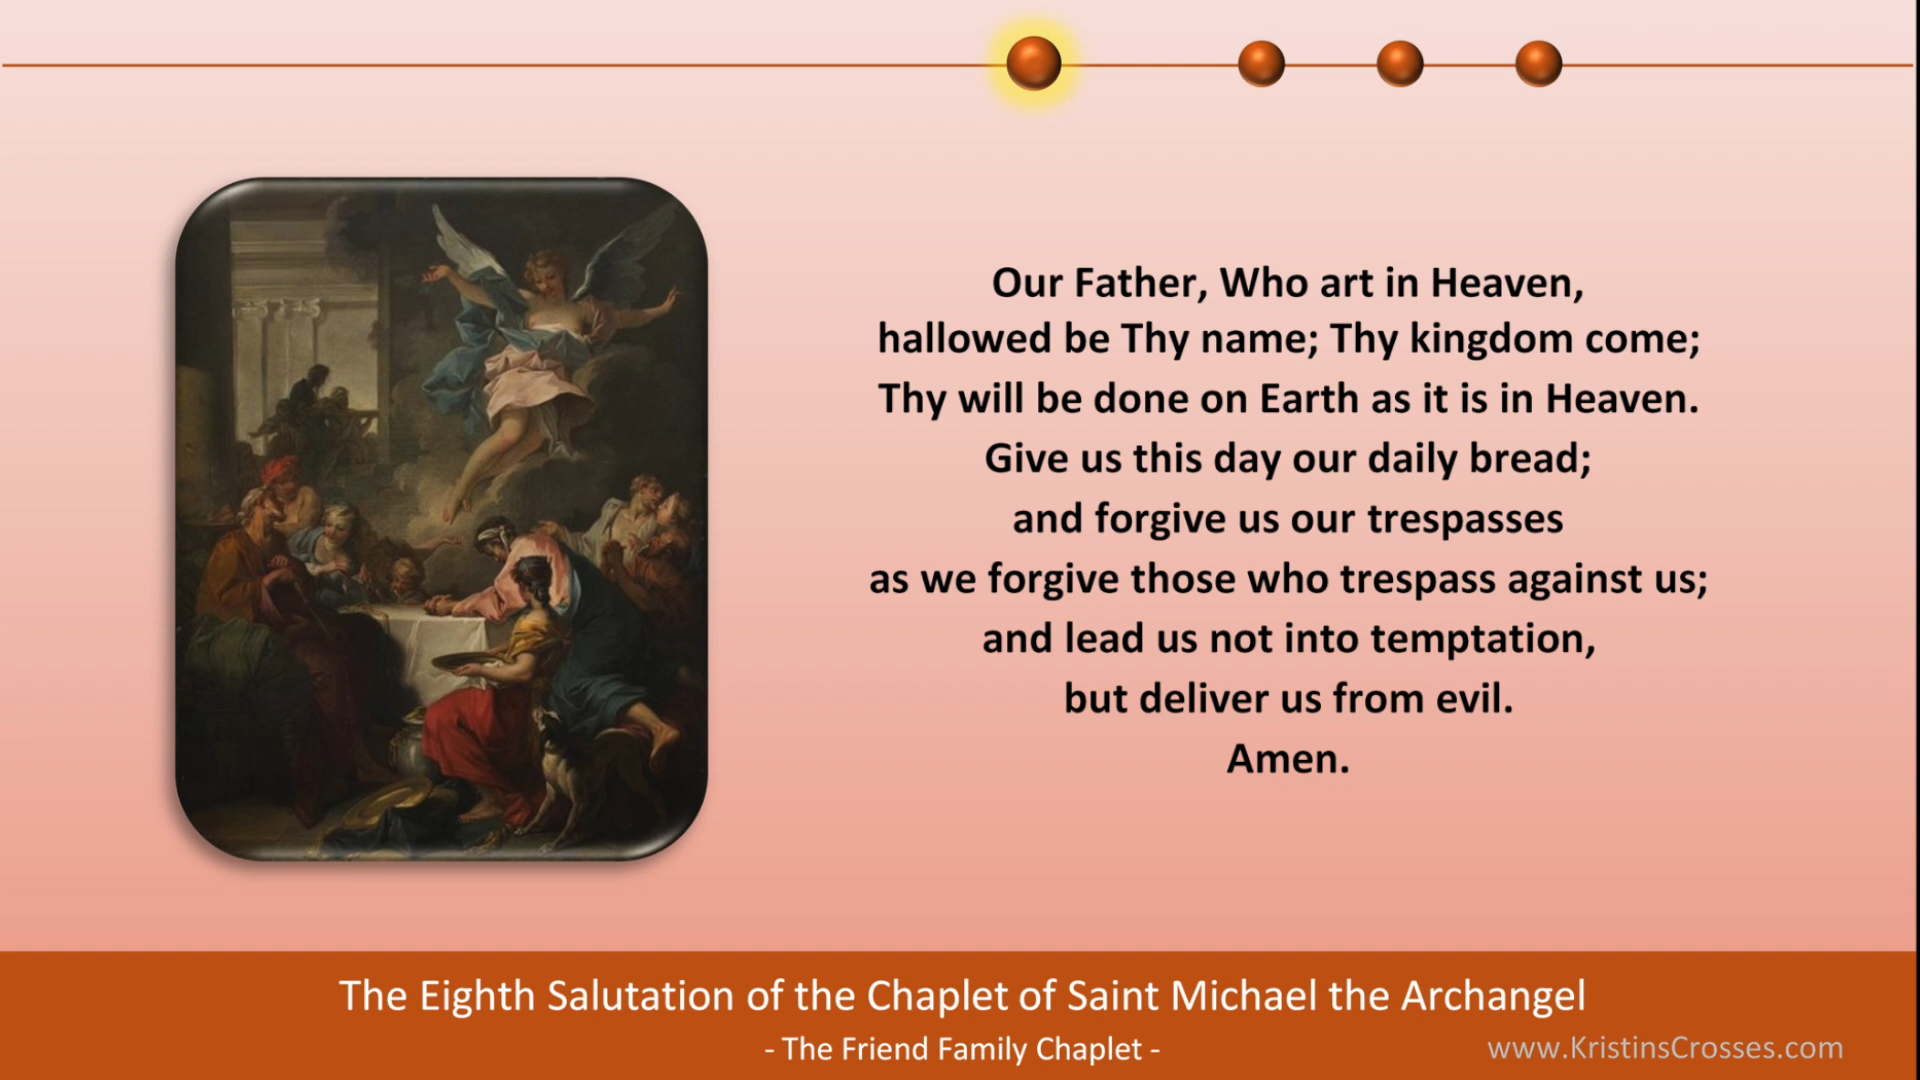 Our Father, Who art in Heaven,
hallowed be Thy name; Thy kingdom come;
Thy will be done on Earth as it is in Heaven.
Give us this day our daily bread;
and forgive us our trespasses
as we forgive those who trespass against us;
and lead us not into temptation,
but deliver us from evil.
Amen.
The Eighth Salutation of the Chaplet of Saint Michael the Archangel
- The Friend Family Chaplet -
www.KristinsCrosses.com